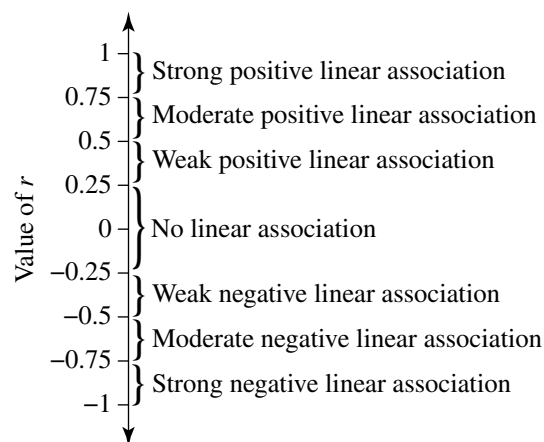 1
Strong positive linear association
0.75
Moderate positive linear association
0.5
Weak positive linear association
0.25
Value of r
0
No linear association
−0.25
Weak negative linear association
−0.5
Moderate negative linear association
−0.75
Strong negative linear association
−1